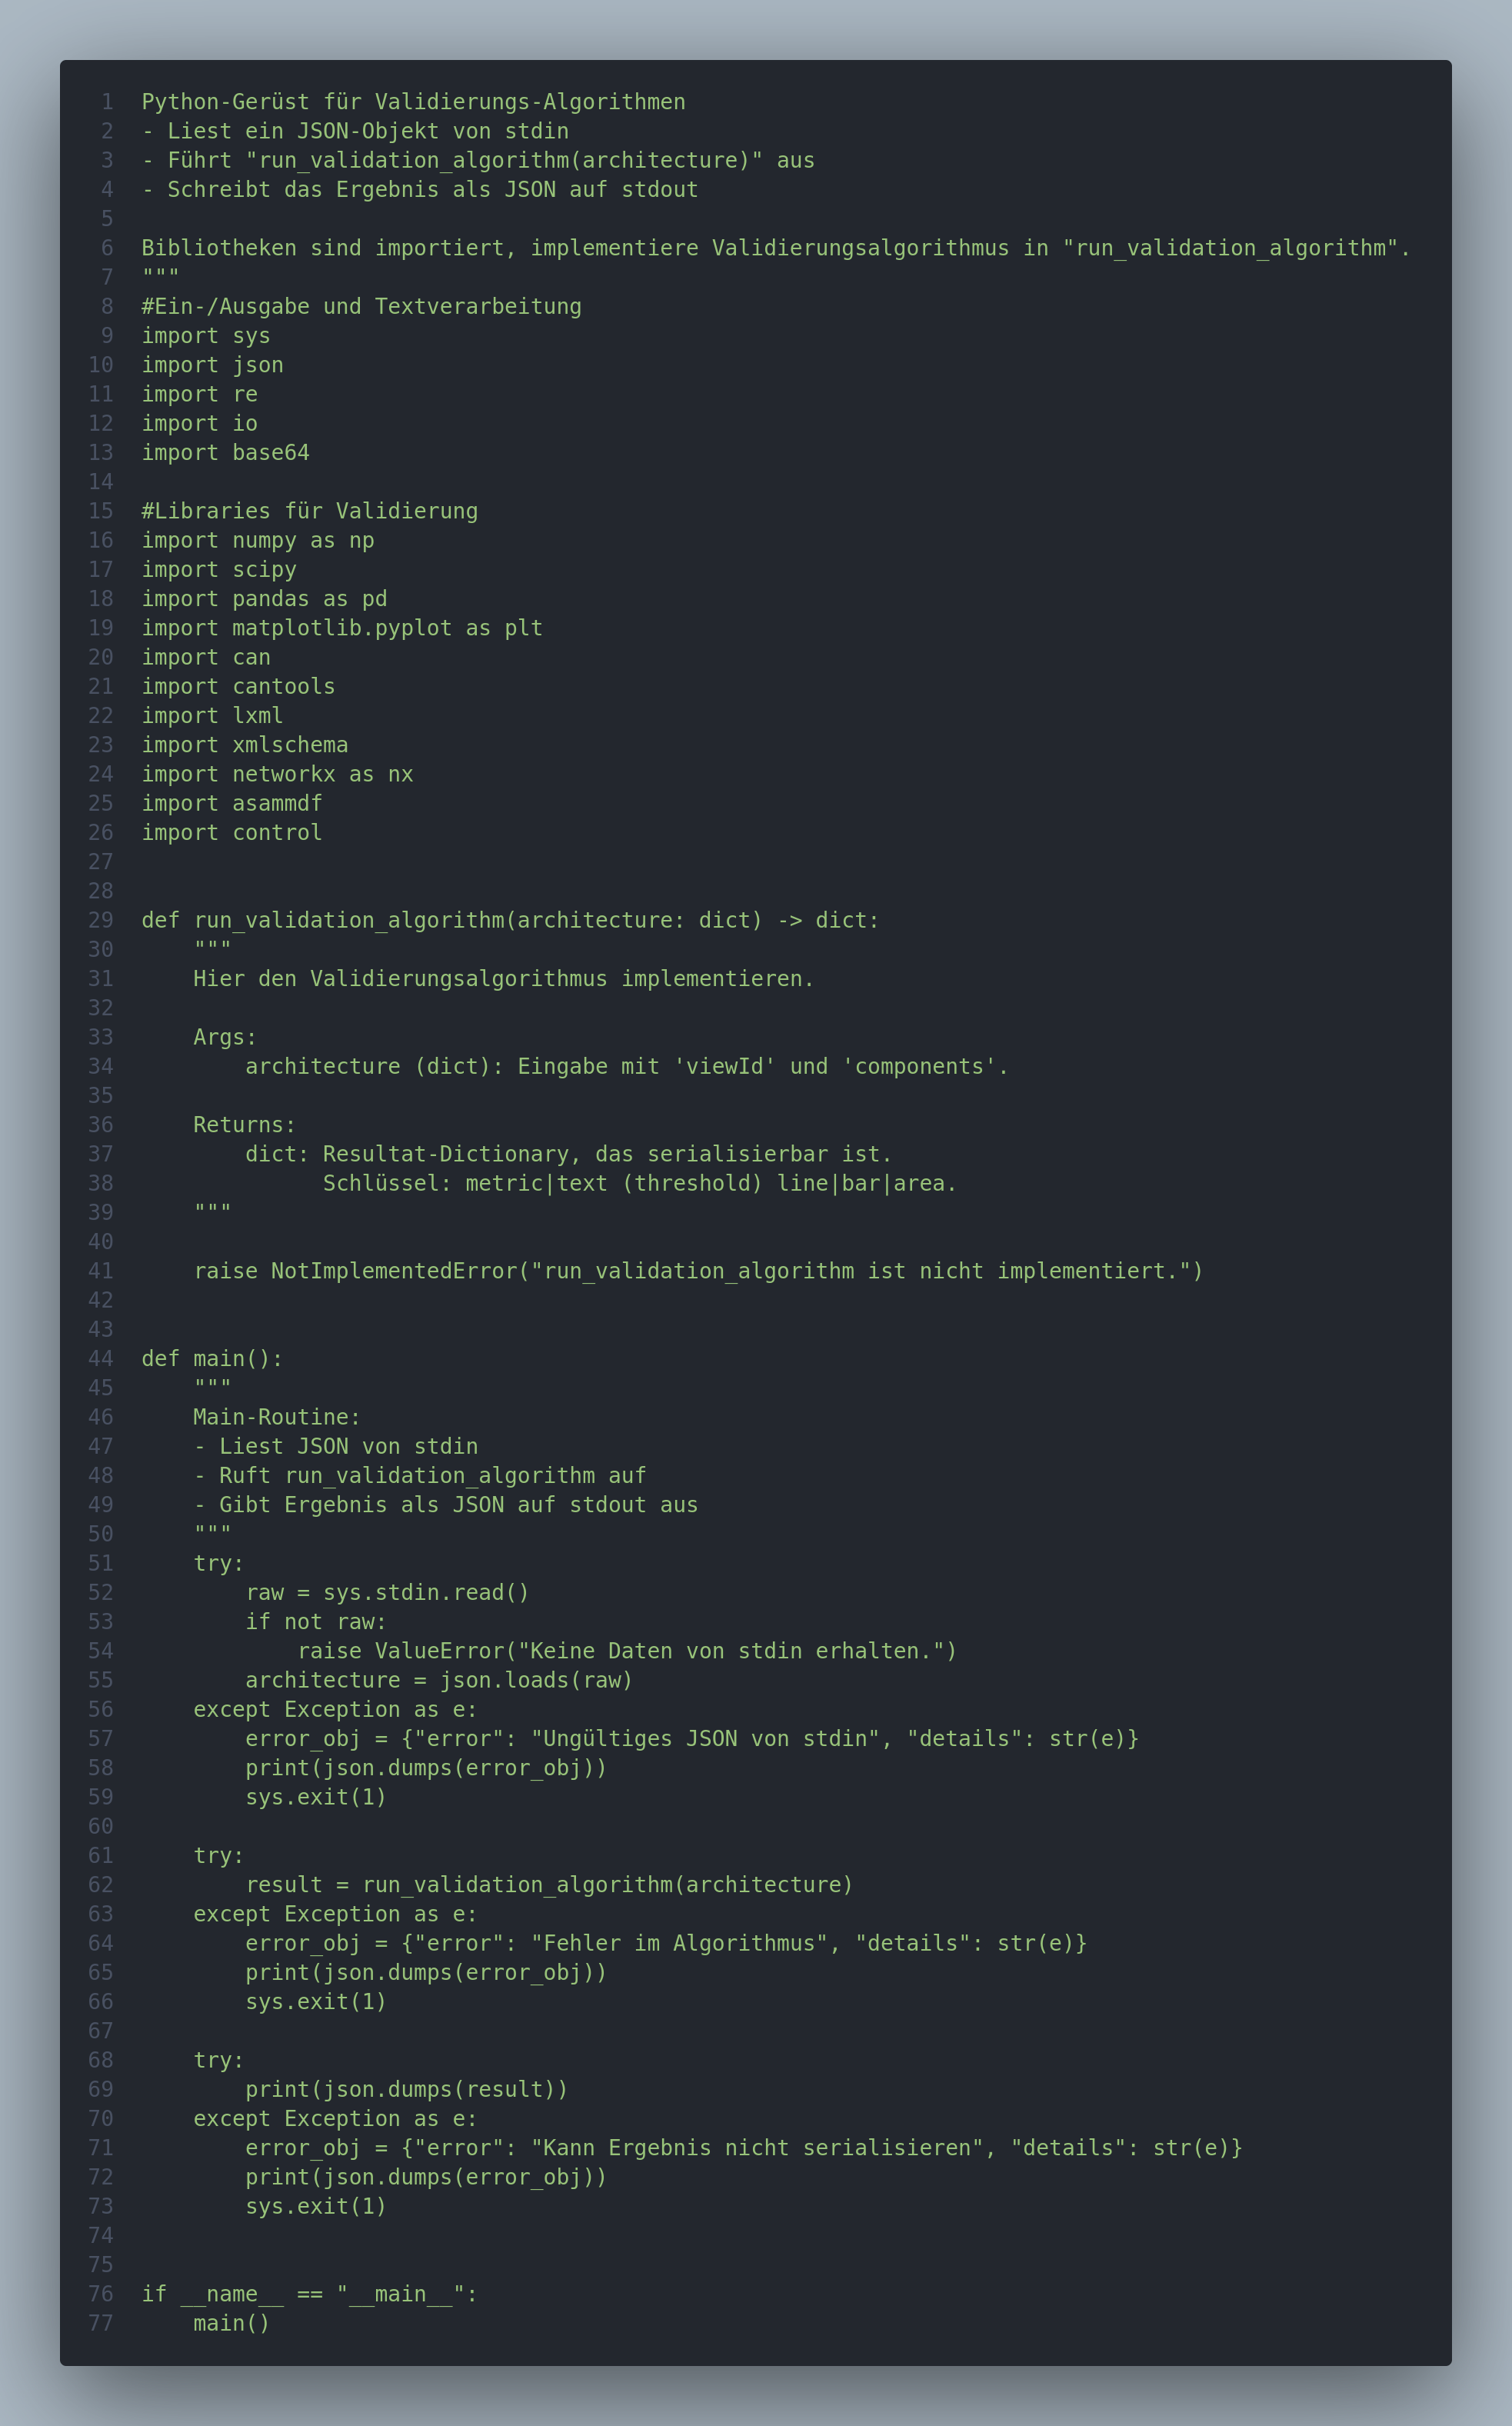 1 Python-Gerüst für Validierungs-Algorithmen
2 - Liest ein JSON-Objekt von stdin
3 - Führt "run_validation_algorithm(architecture)" aus
4 - Schreibt das Ergebnis als JSON auf stdout
5
6 Bibliotheken sind importiert, implementiere Validierungsalgorithmus in "run_validation_algorithm".
7 """
8 #Ein-/Ausgabe und Textverarbeitung
9 import sys
10 import json
11 import re
12 import io
13 import base64
14
15 #Libraries für Validierung
16 import numpy as np
17 import scipy
18 import pandas as pd
19 import matplotlib.pyplot as plt
20 import can
21 import cantools
22 import lxml
23 import xmlschema
24 import networkx as nx
25 import asammdf
26 import control
27
28
29 def run_validation_algorithm(architecture: dict) -> dict:
30     """
31     Hier den Validierungsalgorithmus implementieren.
32
33     Args:
34         architecture (dict): Eingabe mit 'viewId' und 'components'.
35
36     Returns:
37         dict: Resultat-Dictionary, das serialisierbar ist.
38               Schlüssel: metric|text (threshold) line|bar|area.
39     """
40
41     raise NotImplementedError("run_validation_algorithm ist nicht implementiert.")
42
43
44 def main():
45     """
46     Main-Routine:
47     - Liest JSON von stdin
48     - Ruft run_validation_algorithm auf
49     - Gibt Ergebnis als JSON auf stdout aus
50     """
51     try:
52         raw = sys.stdin.read()
53         if not raw:
54             raise ValueError("Keine Daten von stdin erhalten.")
55         architecture = json.loads(raw)
56     except Exception as e:
57         error_obj = {"error": "Ungültiges JSON von stdin", "details": str(e)}
58         print(json.dumps(error_obj))
59         sys.exit(1)
60
61     try:
62         result = run_validation_algorithm(architecture)
63     except Exception as e:
64         error_obj = {"error": "Fehler im Algorithmus", "details": str(e)}
65         print(json.dumps(error_obj))
66         sys.exit(1)
67
68     try:
69         print(json.dumps(result))
70     except Exception as e:
71         error_obj = {"error": "Kann Ergebnis nicht serialisieren", "details": str(e)}
72         print(json.dumps(error_obj))
73         sys.exit(1)
74
75
76 if __name__ == "__main__":
77     main()